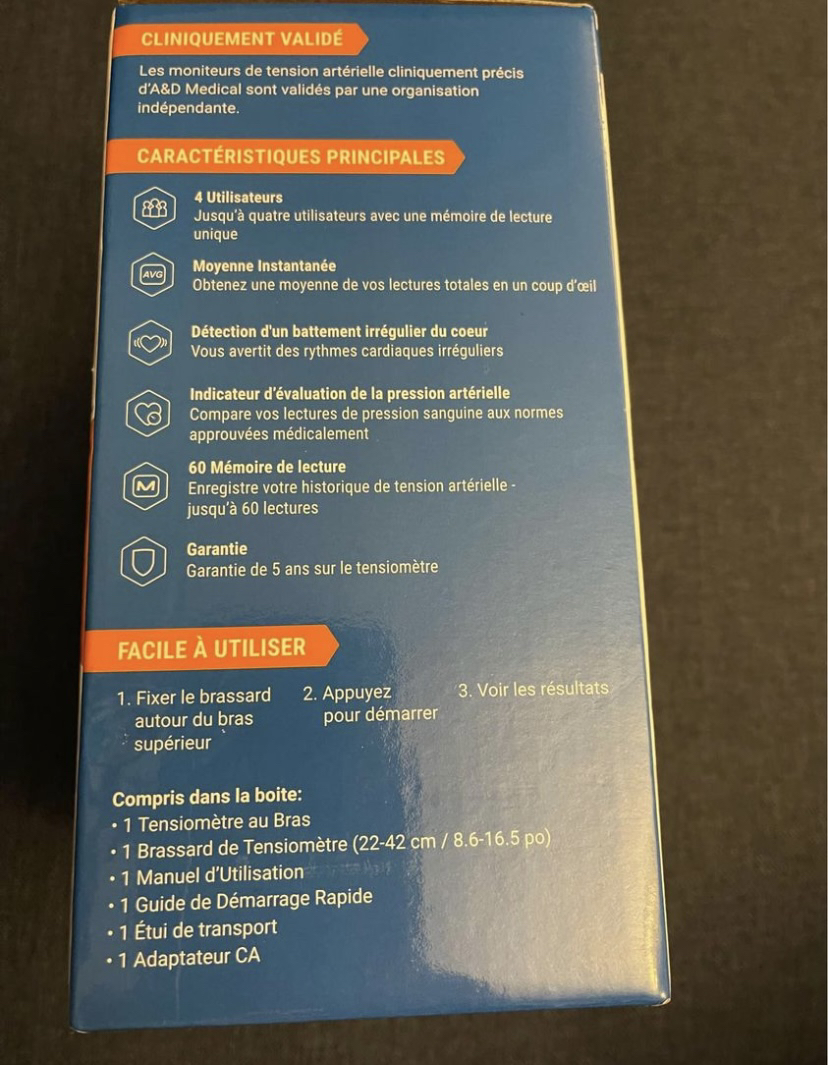 CLINIQUEMENT VALIDÉ
Les moniteurs de tension artérielle cliniquement précis
d'A&D Medical sont validés par une organisation
indépendante.
CARACTÉRISTIQUES PRINCIPALES
4 Utilisateurs
Jusqu'à quatre utilisateurs avec une mémoire de lecture
unique
AVG
Moyenne Instantanée
Obtenez une moyenne de vos lectures totales en un coup d'œil
Détection d'un battement irrégulier du coeur
Vous avertit des rythmes cardiaques irréguliers
Indicateur d'évaluation de la pression artérielle
Compare vos lectures de pression sanguine aux normes
approuvées médicalement
M
60 Mémoire de lecture
Enregistre votre historique de tension artérielle -
jusqu'à 60 lectures
Garantie
Garantie de 5 ans sur le tensiomètre
FACILE À UTILISER
1. Fixer le brassard
autour du bras
supérieur
2. Appuyez
pour démarrer
3. Voir les résultats
Compris dans la boite:
• 1 Tensiomètre au Bras
• 1 Brassard de Tensiomètre (22-42 cm / 8.6-16.5 po)
• 1 Manuel d'Utilisation
• 1 Guide de Démarrage Rapide
• 1 Étui de transport
• 1 Adaptateur CA